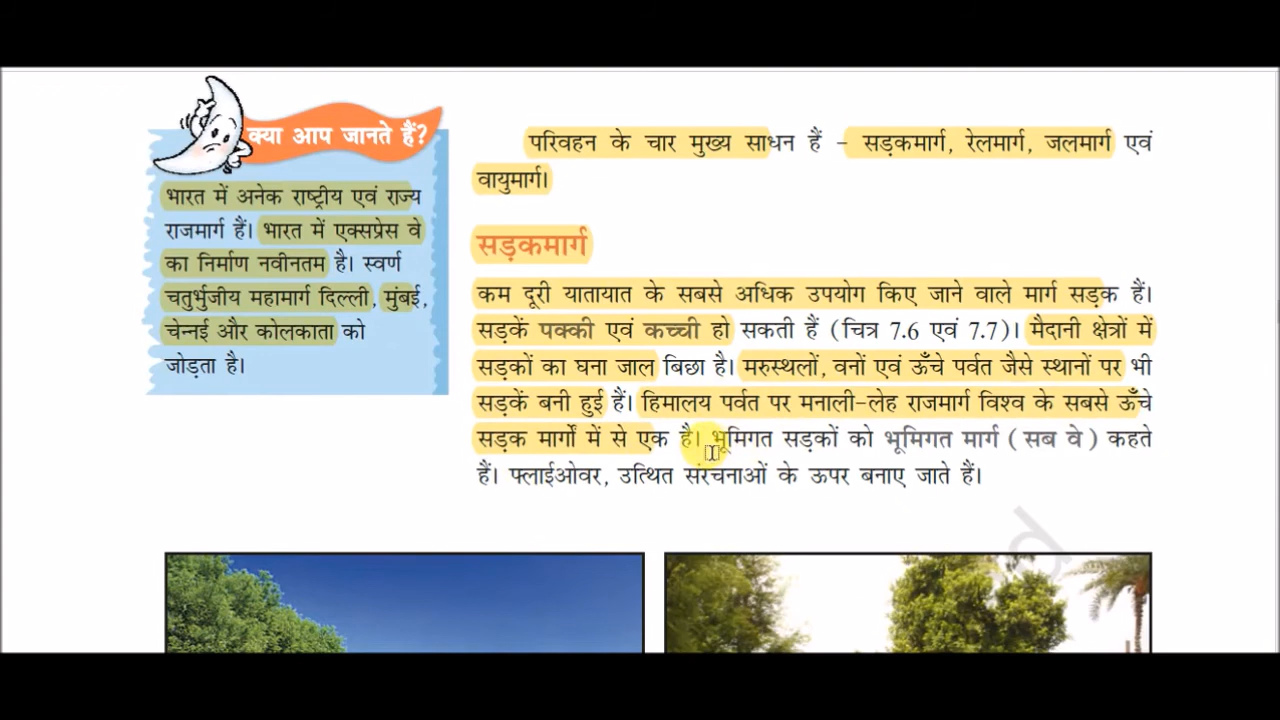 क्या आप जानते हैं?
भारत में अनेक राष्ट्रीय एवं राज्य
राजमार्ग हैं। भारत में एक्सप्रेस वे
का निर्माण नवीनतम है। स्वर्ण
चतुर्भुजीय महामार्ग दिल्ली, मुंबई,
चेन्नई और कोलकाता को
जोड़ता है।
परिवहन के चार मुख्य साधन हैं – सड़कमार्ग, रेलमार्ग, जलमार्ग एवं
वायुमार्ग।
सड़कमार्ग
कम दूरी यातायात के सबसे अधिक उपयोग किए जाने वाले मार्ग सड़क हैं।
सड़कें पक्की एवं कच्ची हो सकती हैं (चित्र 7.6 एवं 7.7)। मैदानी क्षेत्रों में
सड़कों का घना जाल बिछा है। मरुस्थलों, वनों एवं ऊँचे पर्वत जैसे स्थानों पर भी
सड़कें बनी हुई हैं। हिमालय पर्वत पर मनाली-लेह राजमार्ग विश्व के सबसे ऊँचे
सड़क मार्गों में से एक है। भूमिगत सड़कों को भूमिगत मार्ग (सब वे) कहते
हैं। फ्लाईओवर, उत्थित संरचनाओं के ऊपर बनाए जाते हैं।